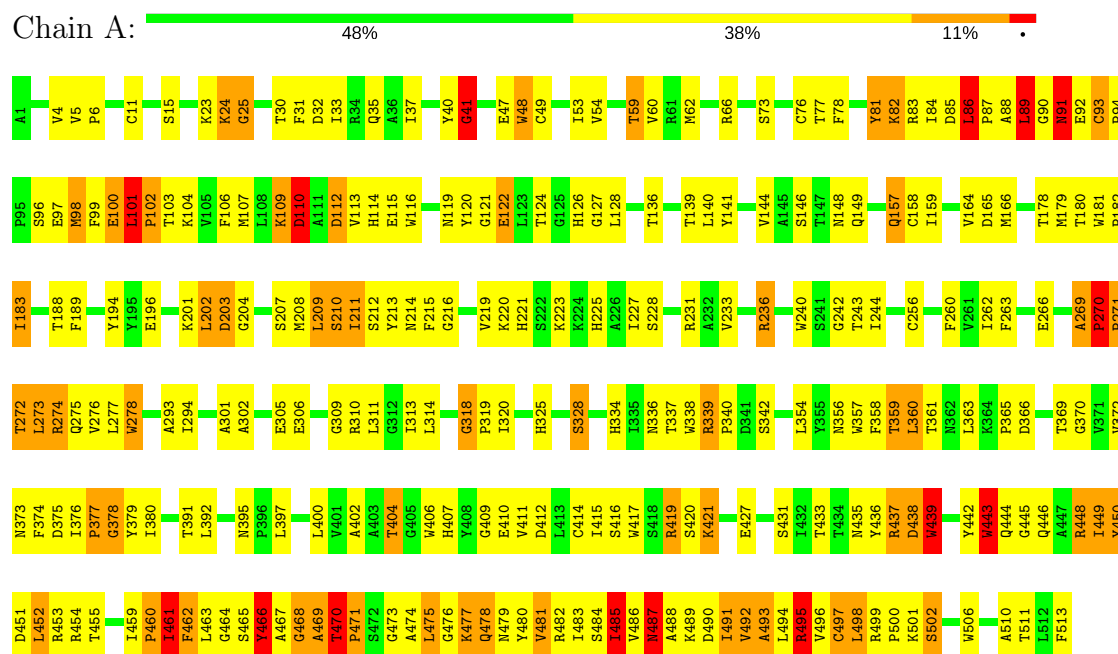 Chain A:
48% 38% 11% •
A1 V4 V5 P6 C11 S15 K23 K24 G25 T30 F31 D32 I33 R34 Q35 A36 I37 Y40 G41 E47 W48 C49 I53 V54 T59 V60 R61 M62 R66 S73 C76 T77 F78 Y81 K82 R83 I84 D85 L86 P87 A88 L89 G90 N91 E92 C93
P95 S96 E97 M98 F99 E100 L101 P102 T103 K104 V105 F106 M107 L108 K109 D110 A111 D112 V113 H114 E115 W116 N119 Y120 G121 E122 L123 T124 G125 H126 G127 L128 T136 T139 L140 Y141 V144 A145 S146 T147 N148 Q149 Q157 C158 I159 V164 D165 M166 T178 M179 T180 W181
I183 T188 F189 Y194 Y195 E196 K201 L202 D203 G204 S207 M208 L209 S210 I211 S212 Y213 N214 F215 G216 V219 K220 H221 S222 K223 K224 H225 A226 I227 S228 R231 A232 V233 R236 W240 S241 G242 T243 I244 C256 F260 V261 I262 F263 E266 A269 P270
T272 L273 R274 Q275 V276 L277 W278 A293 I294 A301 A302 E305 E306 G309 R310 L311 G312 I313 L314 G318 P319 I320 H325 S328 H334 I335 N336 T337 W338 R339 P340 D341 S342 L354 Y355 N356 W357 F358 T359 L360 T361 N362 L363 K364 P365 D366 T369 G370 V371
N373 F374 D375 I376 P377 G378 Y379 I380 T391 L392 N395 P396 L397 L400 V401 A402 A403 T404 G405 W406 H407 Y408 G409 E410 V411 D412 L413 C414 I415 S416 W417 S418 R419 S420 K421 E427 S431 I432 T433 T434 N435 Y436 R437 D438 W439 Y442 W443 Q444 G445 Q446 A447 R448 I449
D451 L452 R453 R454 T455 I459 P460 I461 F462 L463 G464 S465 Y466 A467 G468 A469 T470 P471 S472 G473 A474 L475 G476 K477 Q478 N479 Y480 V481 R482 I483 S484 I485 V486 N487 A488 K489 D490 I491 V492 A493 L494 R495 V496 C497 L498 R499 P500 K501 S502 W506 A510 T511 L512 F513